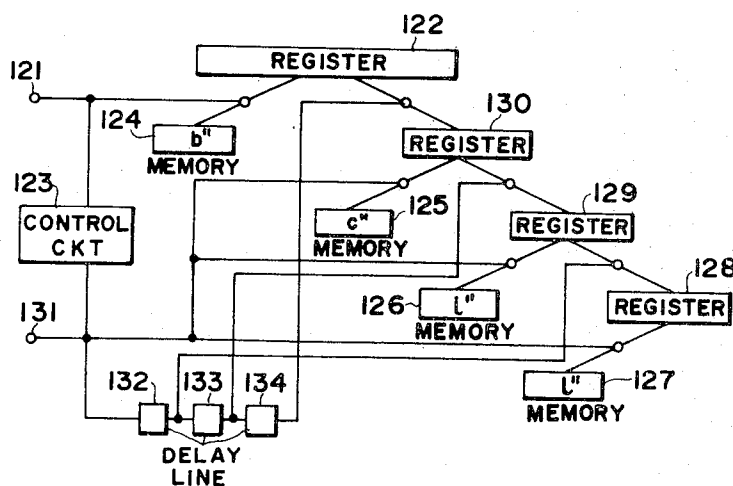 122
REGISTER
121
124
b"
MEMORY
130
REGISTER
123
CONTROL
CKT
c"
125
MEMORY
129
REGISTER
128
REGISTER
126
l"
MEMORY
131
132
133
134
l"
127
MEMORY
DELAY
LINE